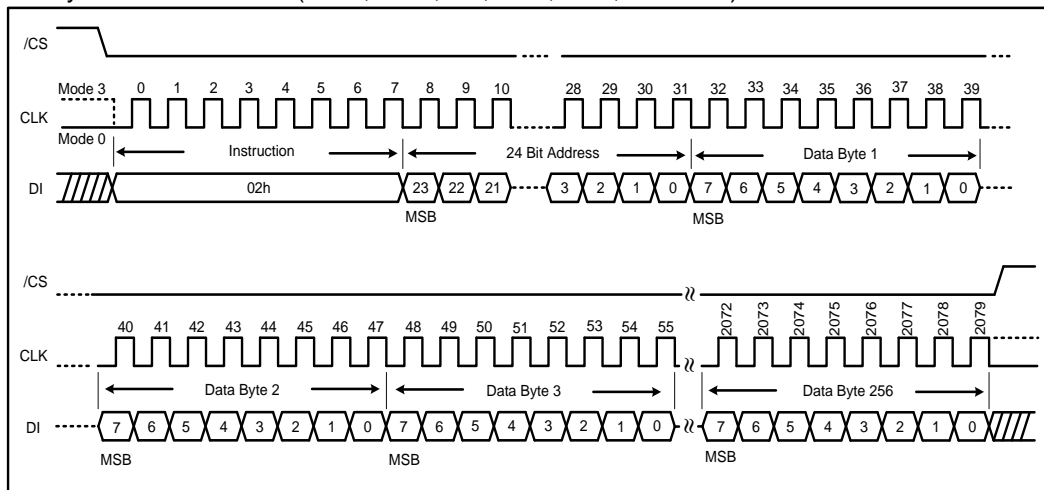 /CS
Mode 3 0 1 2 3 4 5 6 7 8 9 10 28 29 30 31 32 33 34 35 36 37 38 39
CLK
Mode 0
Instruction 24 Bit Address Data Byte 1
DI 02h 23 22 21 3 2 1 0 7 6 5 4 3 2 1 0
MSB MSB
/CS
40 41 42 43 44 45 46 47 48 49 50 51 52 53 54 55 2072 2073 2074 2075 2076 2077 2078 2079
CLK
Data Byte 2 Data Byte 3 Data Byte 256
DI 7 6 5 4 3 2 1 0 7 6 5 4 3 2 1 0 7 6 5 4 3 2 1 0
MSB MSB MSB